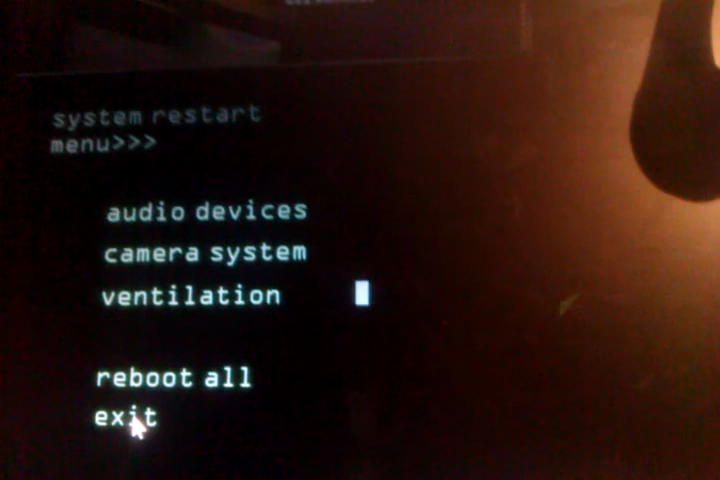 system restart
menu>>>
audio devices
camera system
ventilation
reboot all
exit